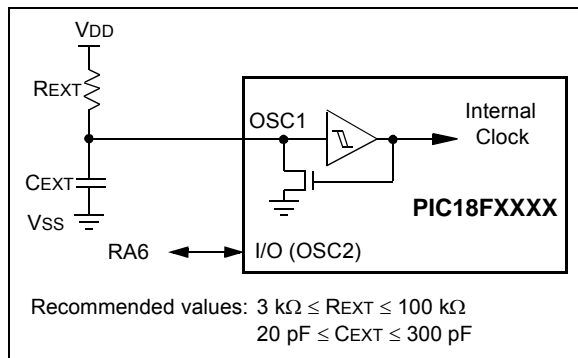 VDD
REXT
OSC1
Internal
Clock
CEXT
VSS
PIC18FXXXX
RA6
I/O (OSC2)
Recommended values: 3 kΩ ≤ REXT ≤ 100 kΩ
20 pF ≤ CEXT ≤ 300 pF